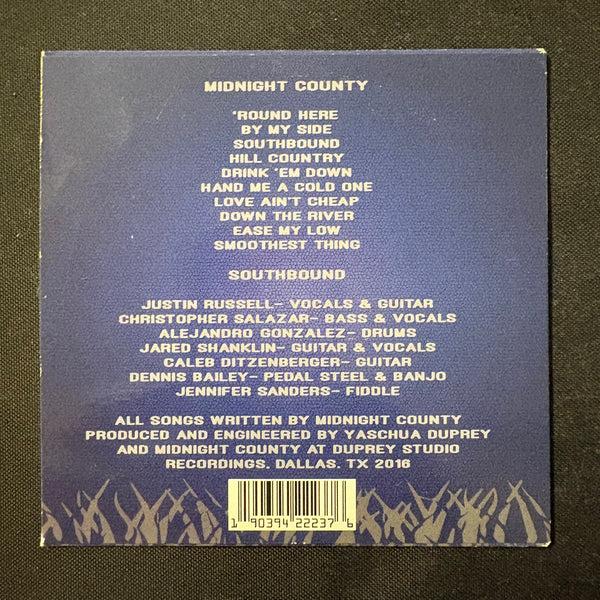 MIDNIGHT COUNTY
'ROUND HERE
BY MY SIDE
SOUTHBOUND
HILL COUNTRY
DRINK 'EM DOWN
HAND ME A COLD ONE
LOVE AIN'T CHEAP
DOWN THE RIVER
EASE MY LOW
SMOOTHEST THING
SOUTHBOUND
JUSTIN RUSSELL- VOCALS & GUITAR
CHRISTOPHER SALAZAR- BASS & VOCALS
ALEJANDRO GONZALEZ- DRUMS
JARED SHANKLIN- GUITAR & VOCALS
CALEB DITZENBERGER- GUITAR
DENNIS BAILEY- PEDAL STEEL & BANJO
JENNIFER SANDERS- FIDDLE
ALL SONGS WRITTEN BY MIDNIGHT COUNTY
PRODUCED AND ENGINEERED BY YASCHUA DUPREY
AND MIDNIGHT COUNTY AT DUPREY STUDIO
RECORDINGS. DALLAS. TX 2016
1 90394 22237 6